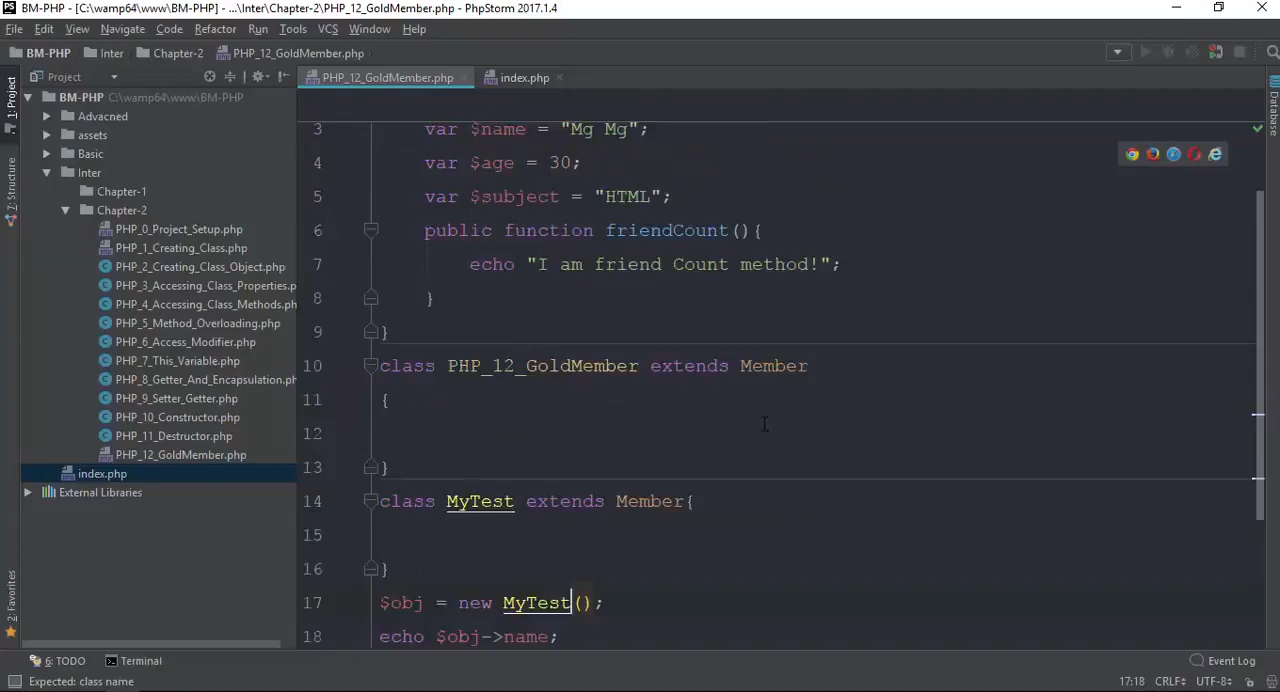 BM-PHP - [C:\wamp64\www\BM-PHP] - ...\Inter\Chapter-2\PHP_12_GoldMember.php - PhpStorm 2017.1.4
File Edit View Navigate Code Refactor Run Tools VCS Window Help
BM-PHP Inter Chapter-2 PHP_12_GoldMember.php
1: Project
7: Structure
2: Favorites
Project
BM-PHP C:\wamp64\www\BM-PHP
Advacned
assets
Basic
Inter
Chapter-1
Chapter-2
PHP_0_Project_Setup.php
PHP_1_Creating_Class.php
PHP_2_Creating_Class_Object.php
PHP_3_Accessing_Class_Properties.p
PHP_4_Accessing_Class_Methods.ph
PHP_5_Method_Overloading.php
PHP_6_Access_Modifier.php
PHP_7_This_Variable.php
PHP_8_Getter_And_Encapsulation.ph
PHP_9_Setter_Getter.php
PHP_10_Constructor.php
PHP_11_Destructor.php
PHP_12_GoldMember.php
index.php
External Libraries
PHP_12_GoldMember.php index.php
3 var $name = "Mg Mg";
4 var $age = 30;
5 var $subject = "HTML";
6 public function friendCount(){
7 echo "I am friend Count method!";
8 }
9 }
10 class PHP_12_GoldMember extends Member
11 {
12
13 }
14 class MyTest extends Member{
15
16 }
17 $obj = new MyTest();
18 echo $obj->name;
Database
6: TODO Terminal Event Log
Expected: class name 17:18 CRLF UTF-8